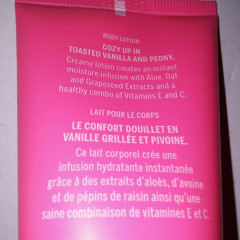 BODY LOTION
COZY UP IN
TOASTED VANILLA AND PEONY.
Creamy lotion creates an instant
moisture infusion with Aloe, Oat
and Grapeseed Extracts and a
healthy combo of Vitamins E and C.
LAIT POUR LE CORPS
LE CONFORT DOUILLET EN
VANILLE GRILLÉE ET PIVOINE.
Ce lait corporel crée une
infusion hydratante instantanée
grâce à des extraits d'aloès, d'avoine
et de pépins de raisin ainsi qu'une
saine combinaison de vitamines E et C.